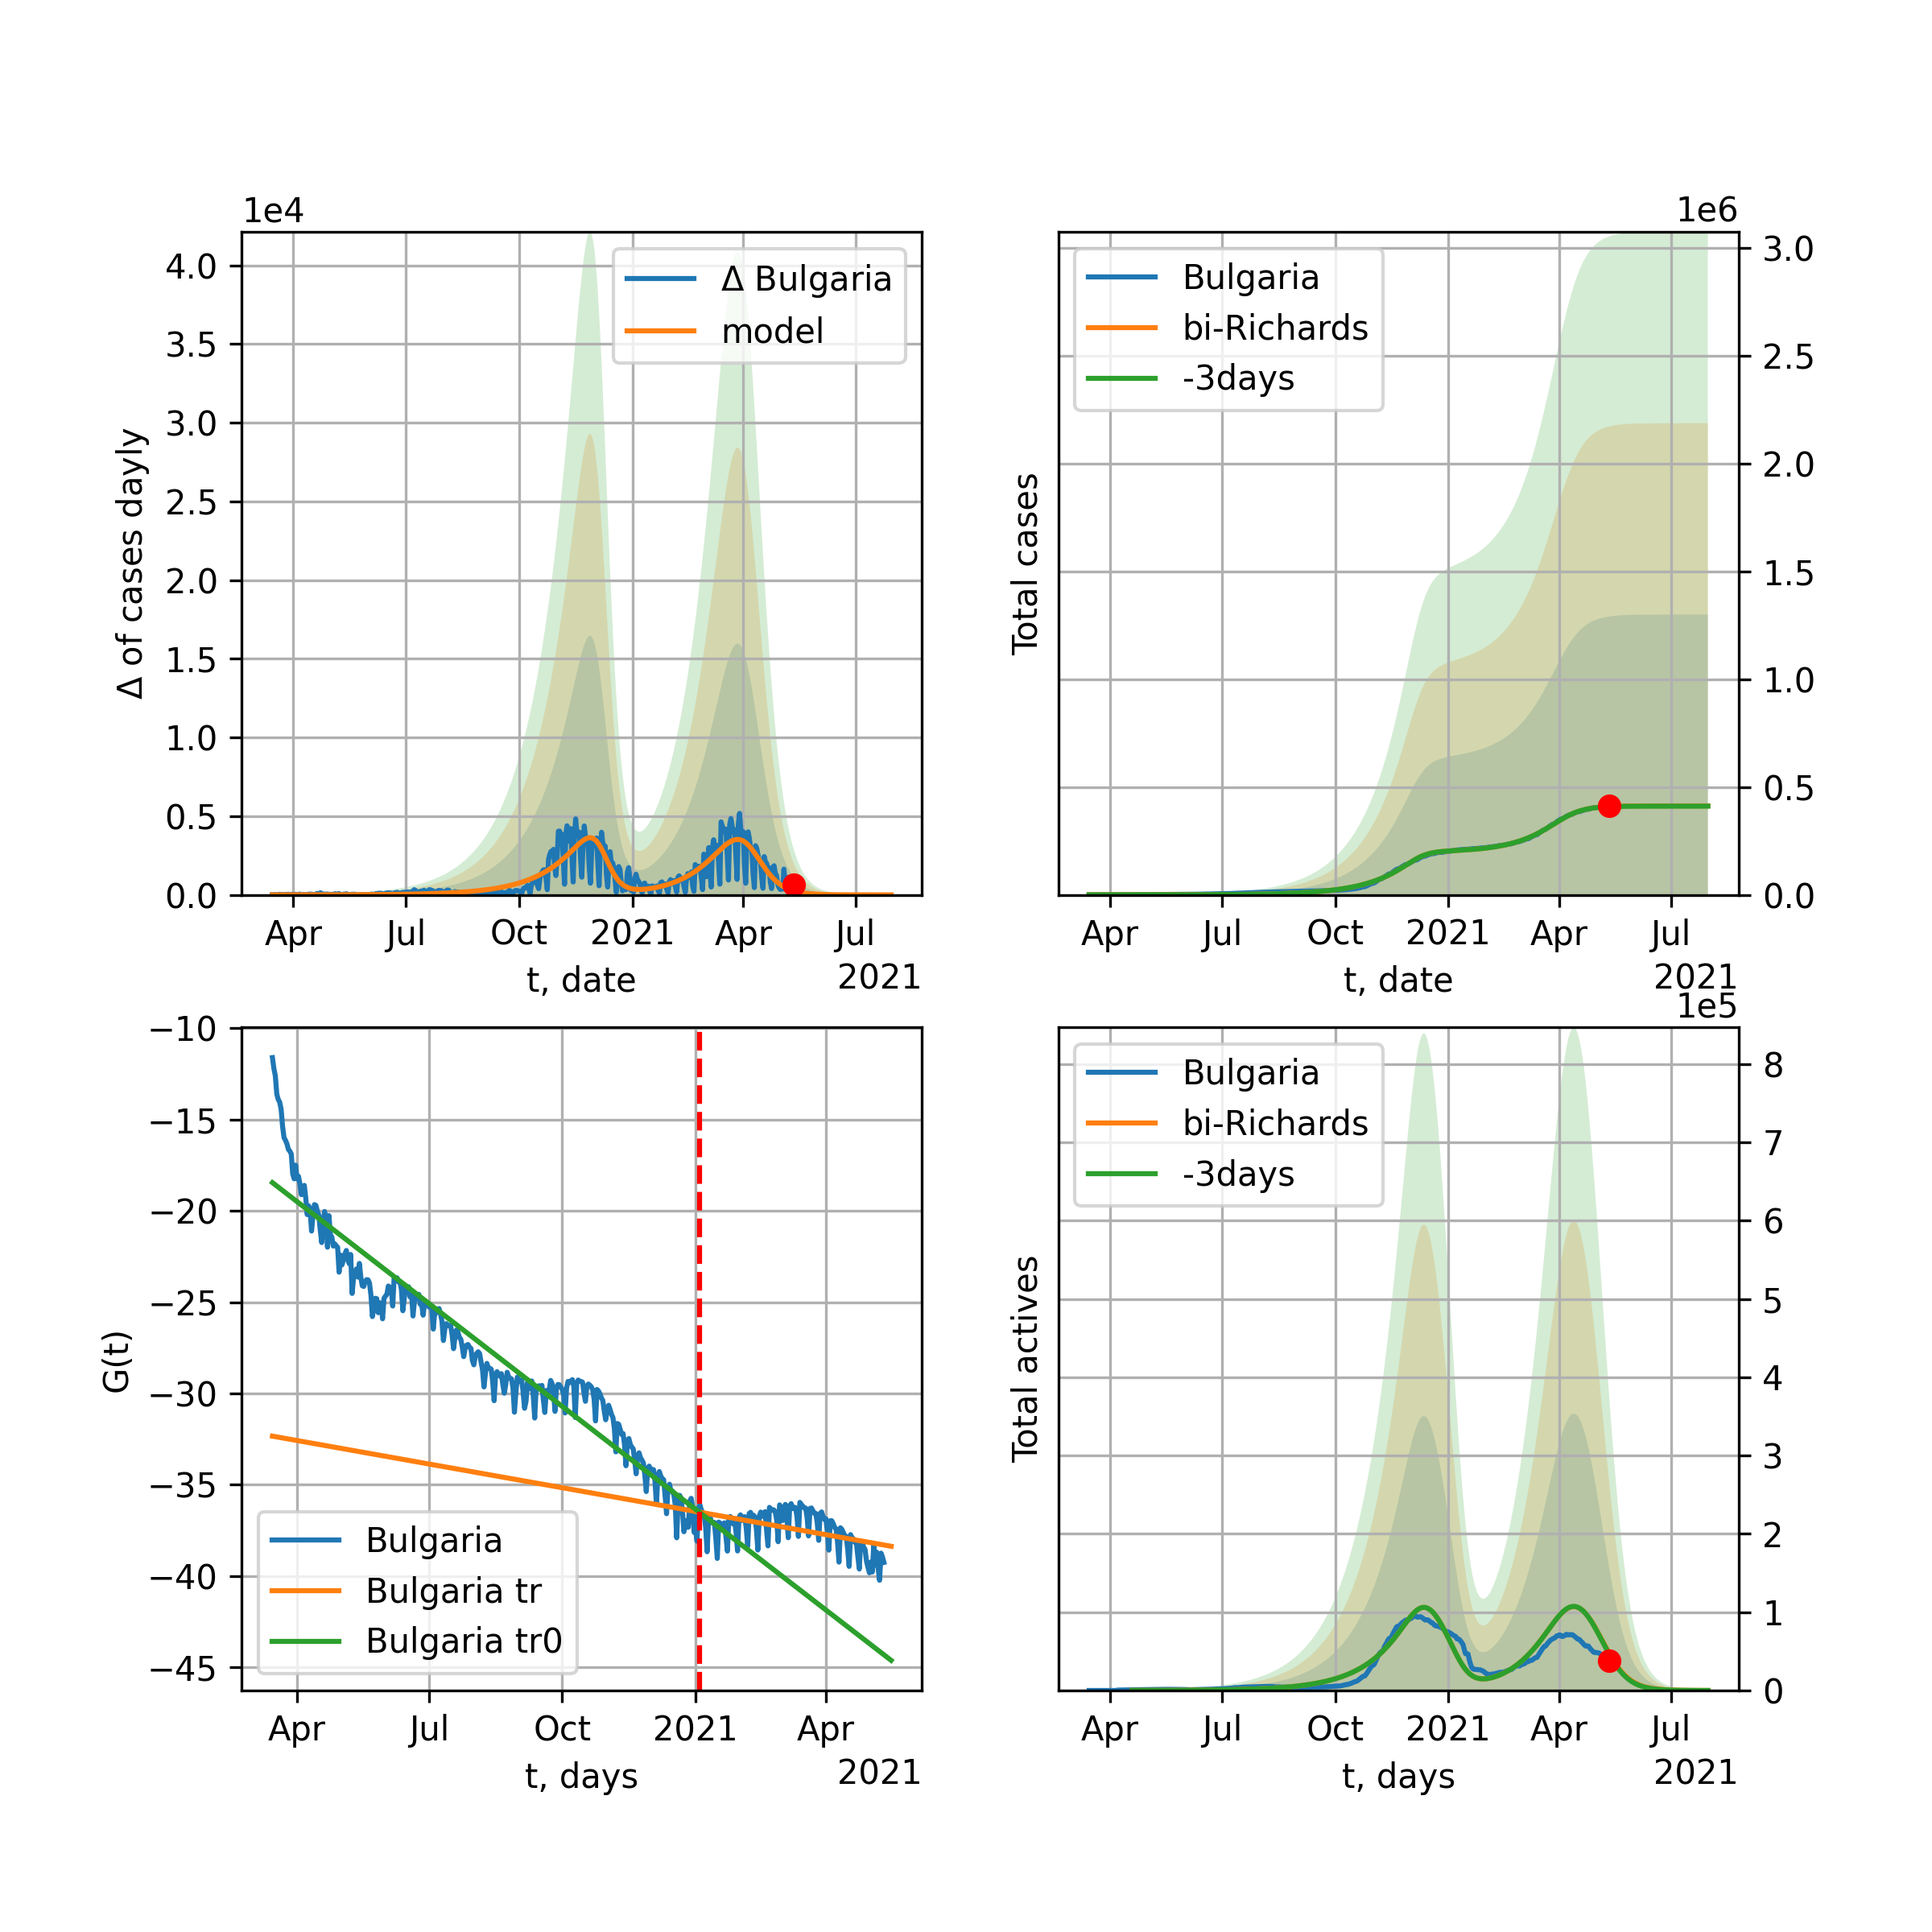 1e4
4.0
3.5
3.0
2.5
2.0
1.5
1.0
0.5
0.0
Δ of cases dayly
Δ Bulgaria
model
Apr Jul Oct 2021 Apr Jul
t, date
2021
1e6
3.0
2.5
2.0
1.5
1.0
0.5
0.0
Total cases
Bulgaria
bi-Richards
-3days
Apr Jul Oct 2021 Apr Jul
t, date
2021
−10
−15
−20
−25
−30
−35
−40
−45
G(t)
Bulgaria
Bulgaria tr
Bulgaria tr0
Apr Jul Oct 2021 Apr
t, days
2021
1e5
8
7
6
5
4
3
2
1
0
Total actives
Bulgaria
bi-Richards
-3days
Apr Jul Oct 2021 Apr Jul
t, days
2021